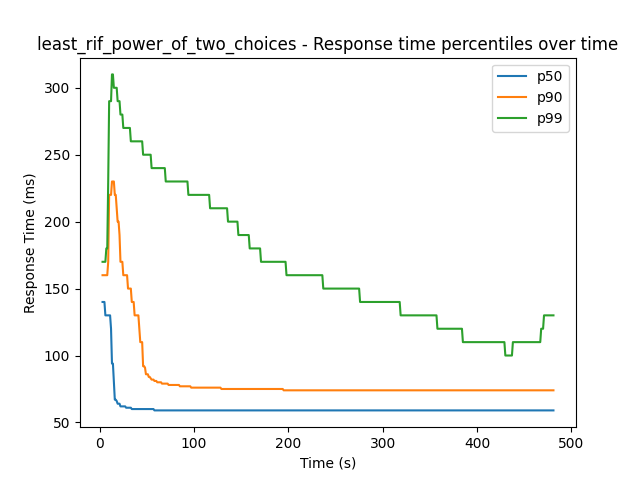 least_rif_power_of_two_choices - Response time percentiles over time
p50
p90
p99
Response Time (ms)
300
250
200
150
100
50
0 100 200 300 400 500
Time (s)